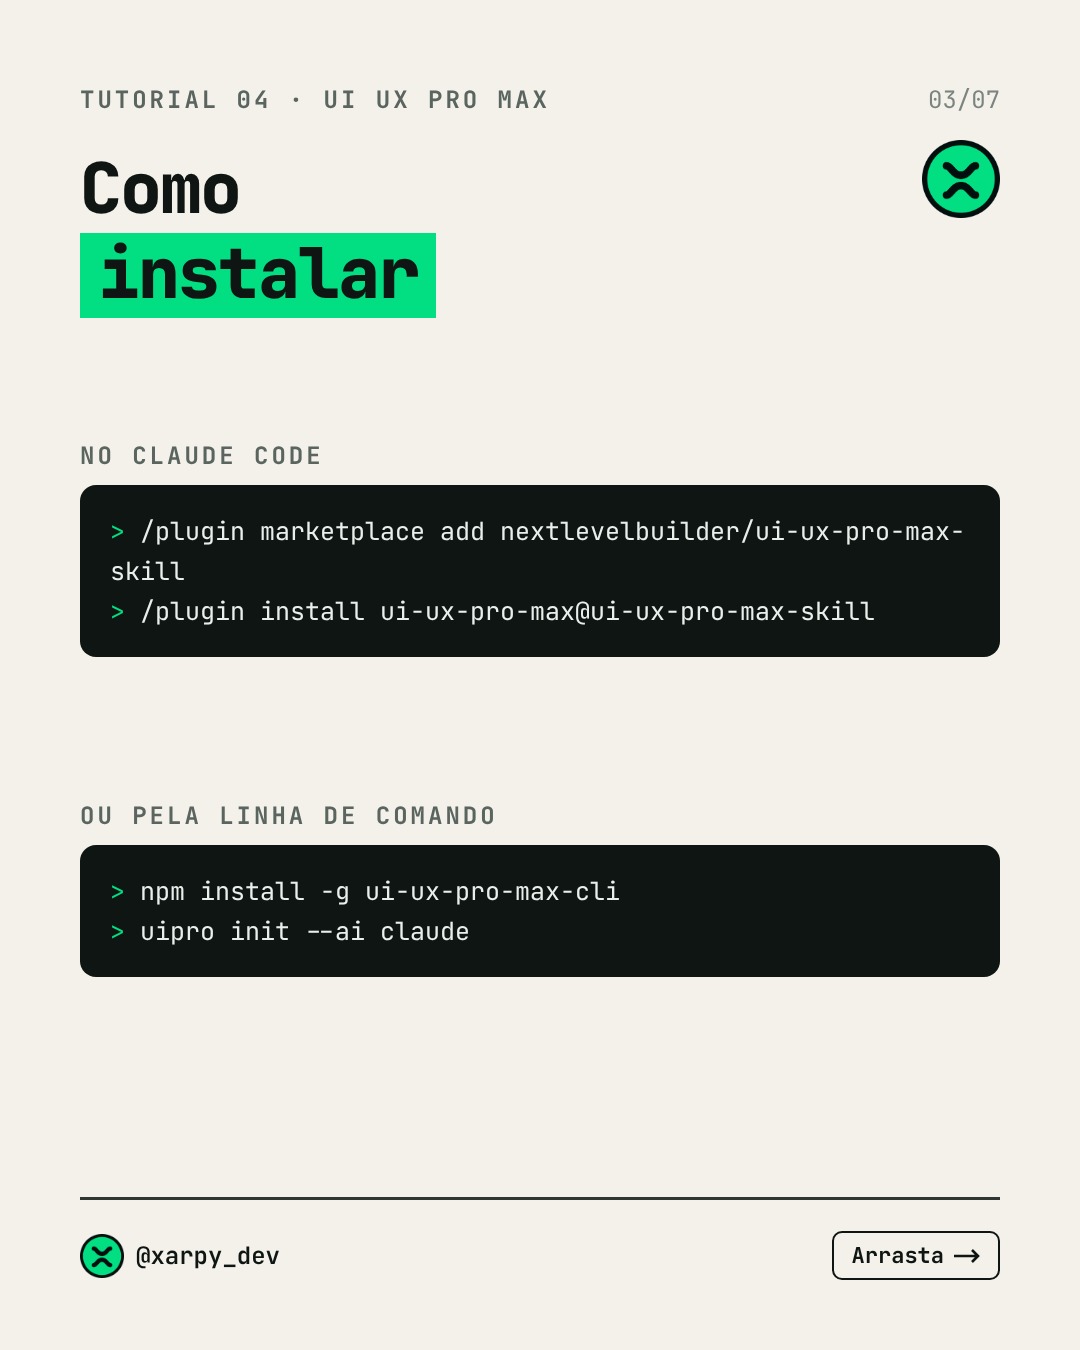 TUTORIAL 04 · UI UX PRO MAX
03/07
Como
instalar
NO CLAUDE CODE
> /plugin marketplace add nextlevelbuilder/ui-ux-pro-max-
skill
> /plugin install ui-ux-pro-max@ui-ux-pro-max-skill
OU PELA LINHA DE COMANDO
> npm install -g ui-ux-pro-max-cli
> uipro init --ai claude
@xarpy_dev
Arrasta →